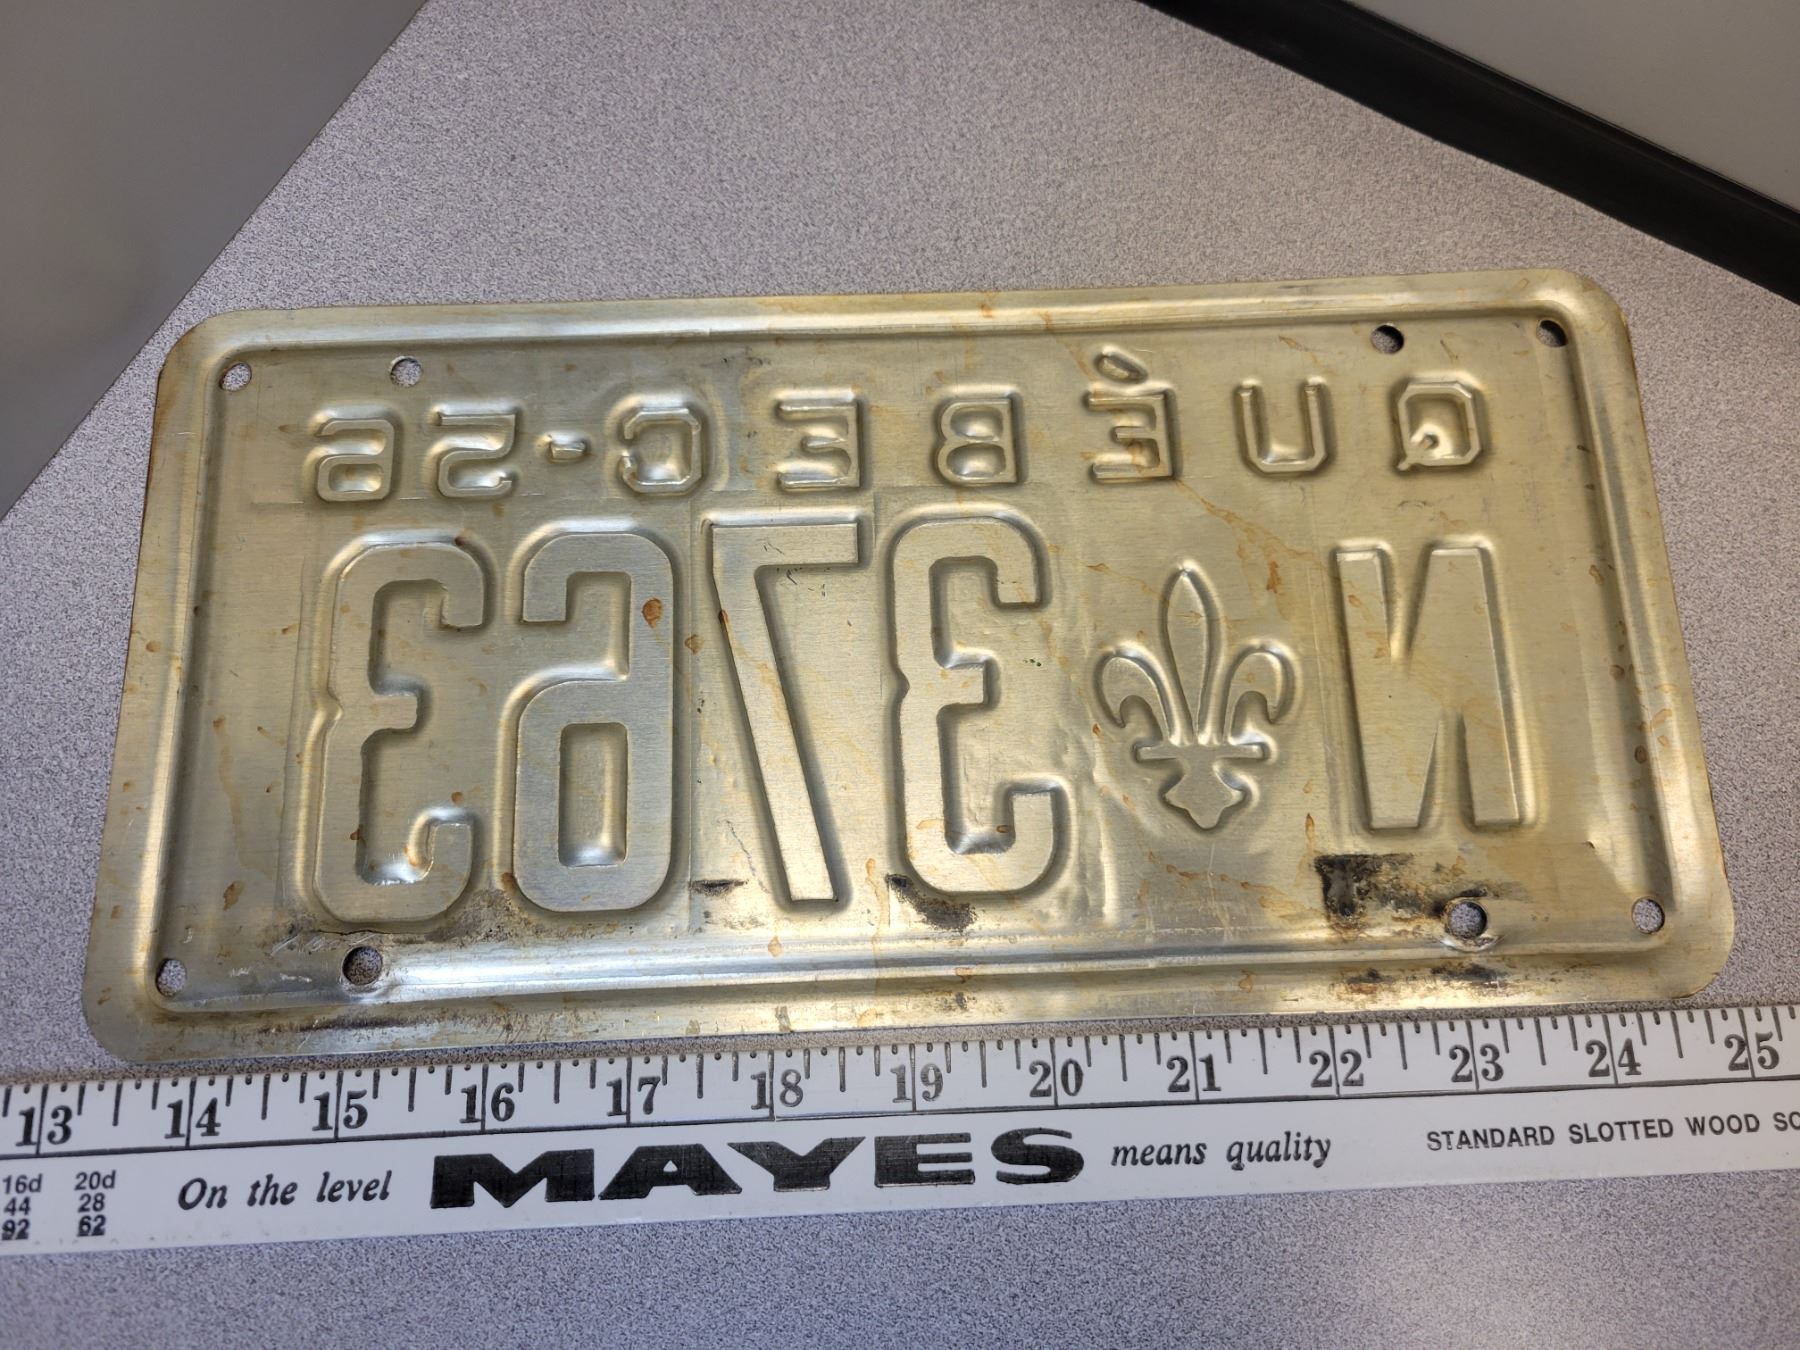 QUÉBEC-56
N 3763
13 14 15 16 17 18 19 20 21 22 23 24 25
16d 20d
44 28
92 62
On the level MAYES means quality STANDARD SLOTTED WOOD